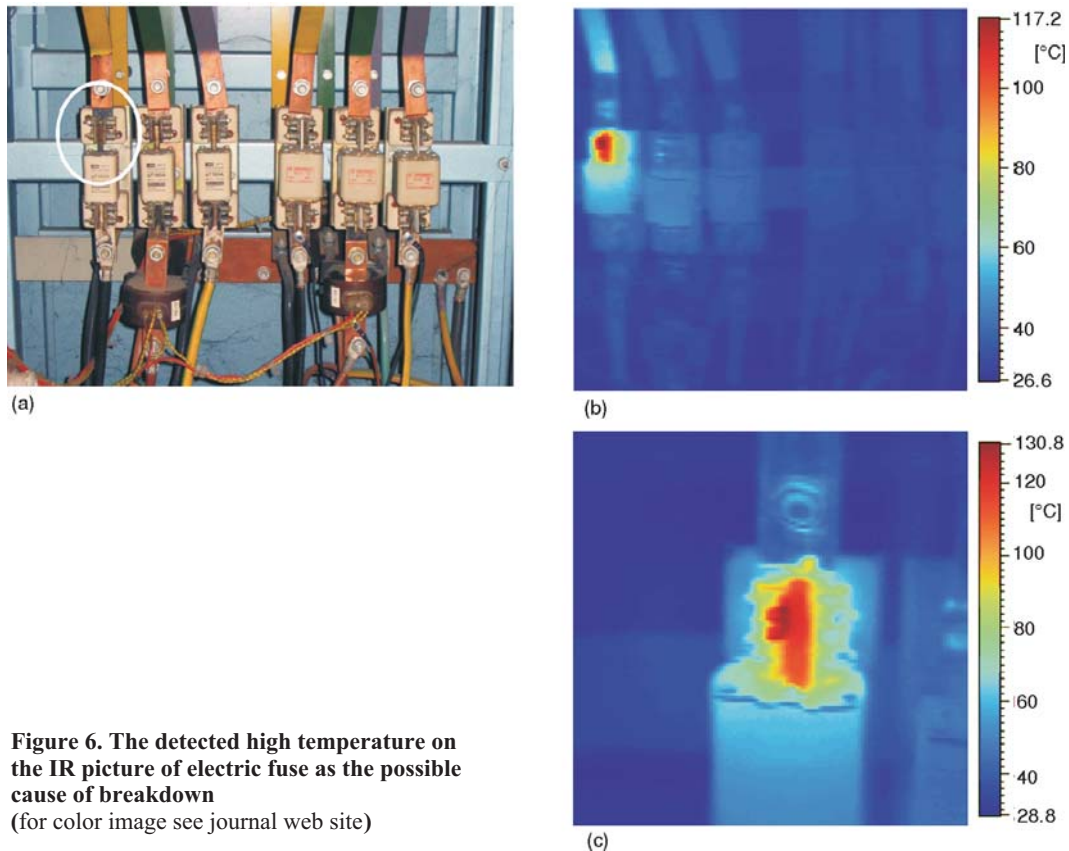 (a)
117.2
[°C]
100
80
60
40
26.6
(b)
130.8
120
[°C]
100
80
60
40
28.8
(c)
Figure 6. The detected high temperature on
the IR picture of electric fuse as the possible
cause of breakdown
(for color image see journal web site)